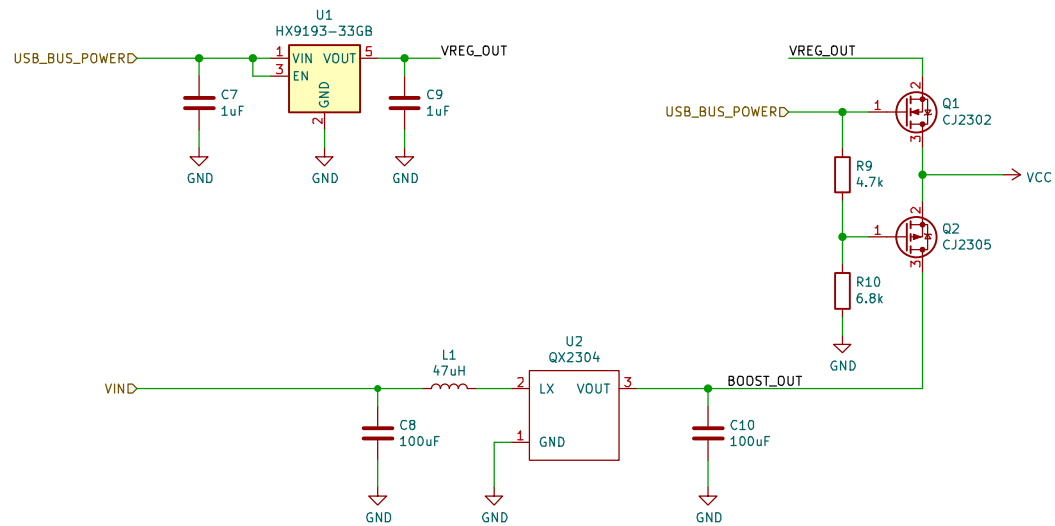 U1
HX9193-33GB
USB_BUS_POWER
1
VIN
VOUT
5
VREG_OUT
3
EN
GND
2
C7
1uF
C9
1uF
GND
GND
GND
VREG_OUT
2
Q1
CJ2302
USB_BUS_POWER
1
3
R9
4.7k
VCC
2
Q2
CJ2305
1
3
R10
6.8k
GND
U2
QX2304
L1
47uH
VIN
2
LX
VOUT
3
BOOST_OUT
C8
100uF
1
GND
C10
100uF
GND
GND
GND